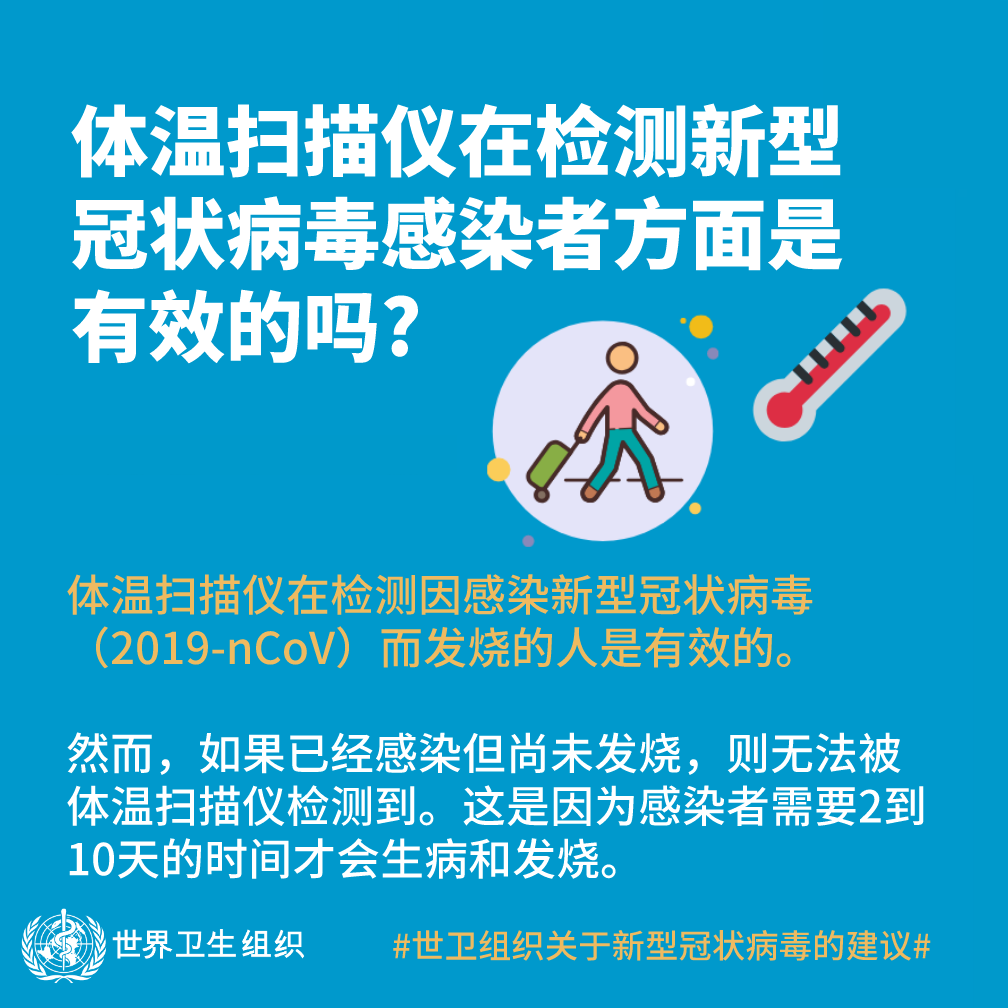 体温扫描仪在检测新型
冠状病毒感染者方面是
有效的吗？
体温扫描仪在检测因感染新型冠状病毒
（2019-nCoV）而发烧的人是有效的。
然而，如果已经感染但尚未发烧，则无法被
体温扫描仪检测到。这是因为感染者需要2到
10天的时间才会生病和发烧。
世界卫生组织
#世卫组织关于新型冠状病毒的建议#